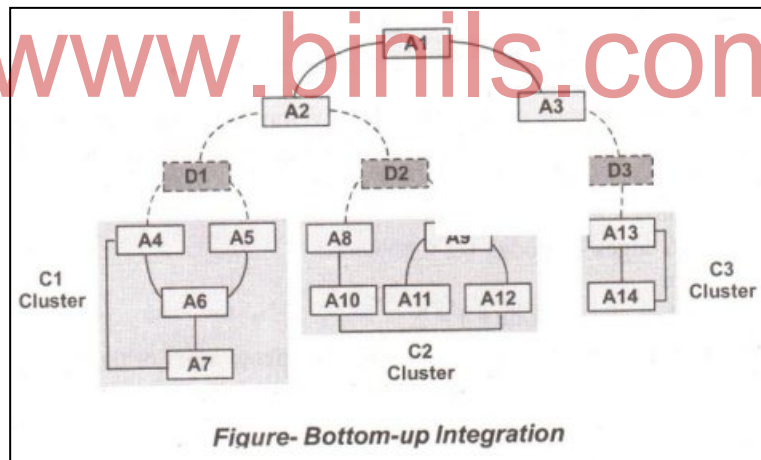 www.binils.com
A1
A2
A3
D1
D2
D3
A4
A5
A8
A9
A13
C1
Cluster
A6
A10
A11
A12
A14
C3
Cluster
A7
C2
Cluster
Figure- Bottom-up Integration